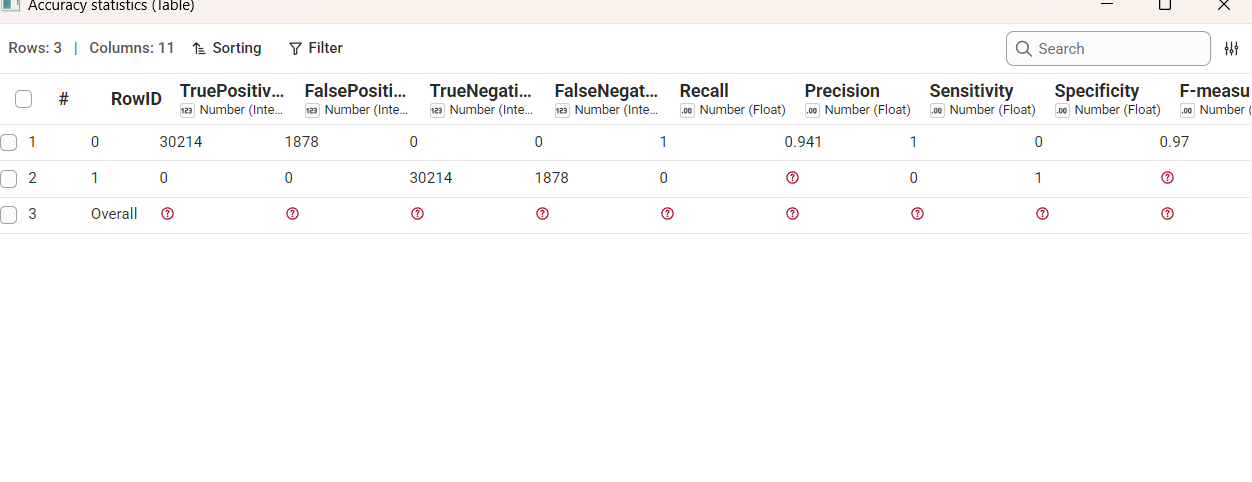 Accuracy statistics (Table)
Rows: 3 | Columns: 11 Sorting Filter Search
# RowID TruePositiv... FalsePositi... TrueNegati... FalseNegat... Recall Precision Sensitivity Specificity F-measu
Number (Inte... Number (Inte... Number (Inte... Number (Inte... Number (Float) Number (Float) Number (Float) Number (Float) Number (
1 0 30214 1878 0 0 1 0.941 1 0 0.97
2 1 0 0 30214 1878 0 ? 0 1 ?
3 Overall ? ? ? ? ? ? ? ? ?